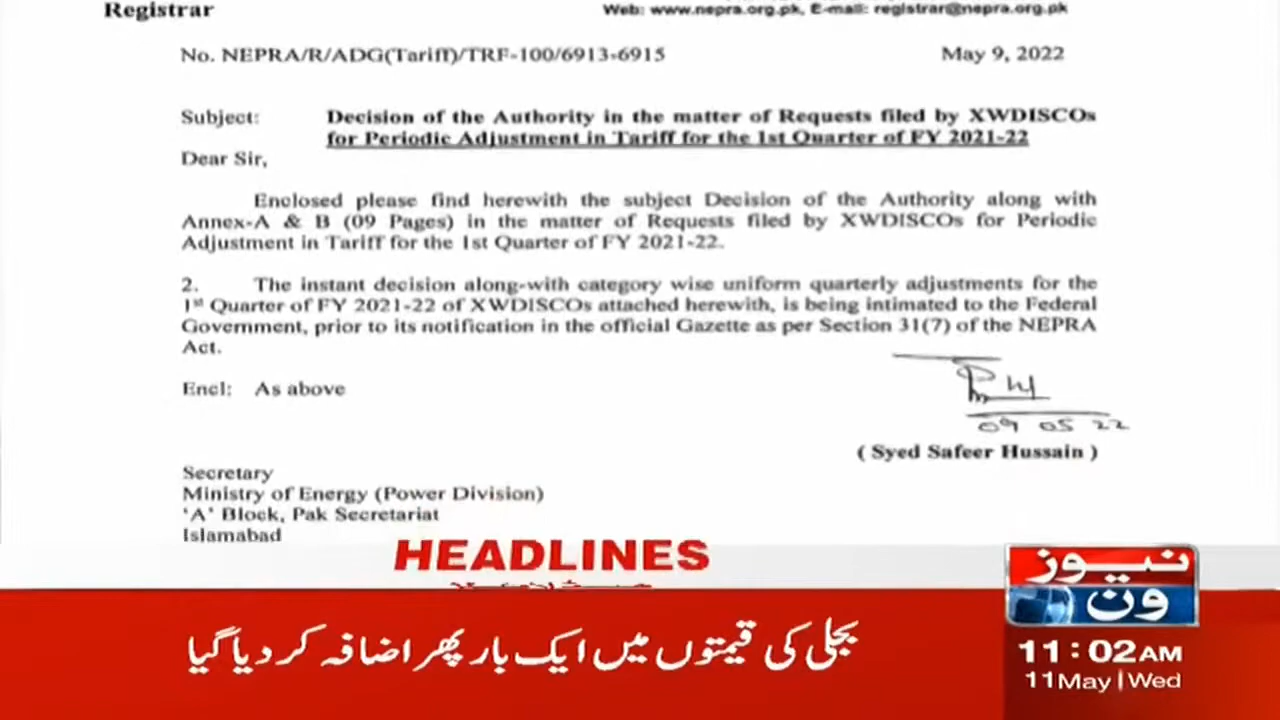 Registrar
Web: www.nepra.org.pk, E-mail: registrar@nepra.org.pk
No. NEPRA/R/ADG(Tariff)/TRF-100/6913-6915
May 9, 2022
Subject: Decision of the Authority in the matter of Requests filed by XWDISCOs
for Periodic Adjustment in Tariff for the 1st Quarter of FY 2021-22
Dear Sir,
Enclosed please find herewith the subject Decision of the Authority along with
Annex-A & B (09 Pages) in the matter of Requests filed by XWDISCOs for Periodic
Adjustment in Tariff for the 1st Quarter of FY 2021-22.
2. The instant decision along-with category wise uniform quarterly adjustments for the
1st Quarter of FY 2021-22 of XWDISCOs attached herewith, is being intimated to the Federal
Government, prior to its notification in the official Gazette as per Section 31(7) of the NEPRA
Act.
Encl: As above
09 05 22
( Syed Safeer Hussain )
Secretary
Ministry of Energy (Power Division)
'A' Block, Pak Secretariat
Islamabad
HEADLINES
بجلی کی قیمتوں میں ایک بار پھر اضافہ کر دیا گیا
نیوز
ون
11:02AM
11May|Wed